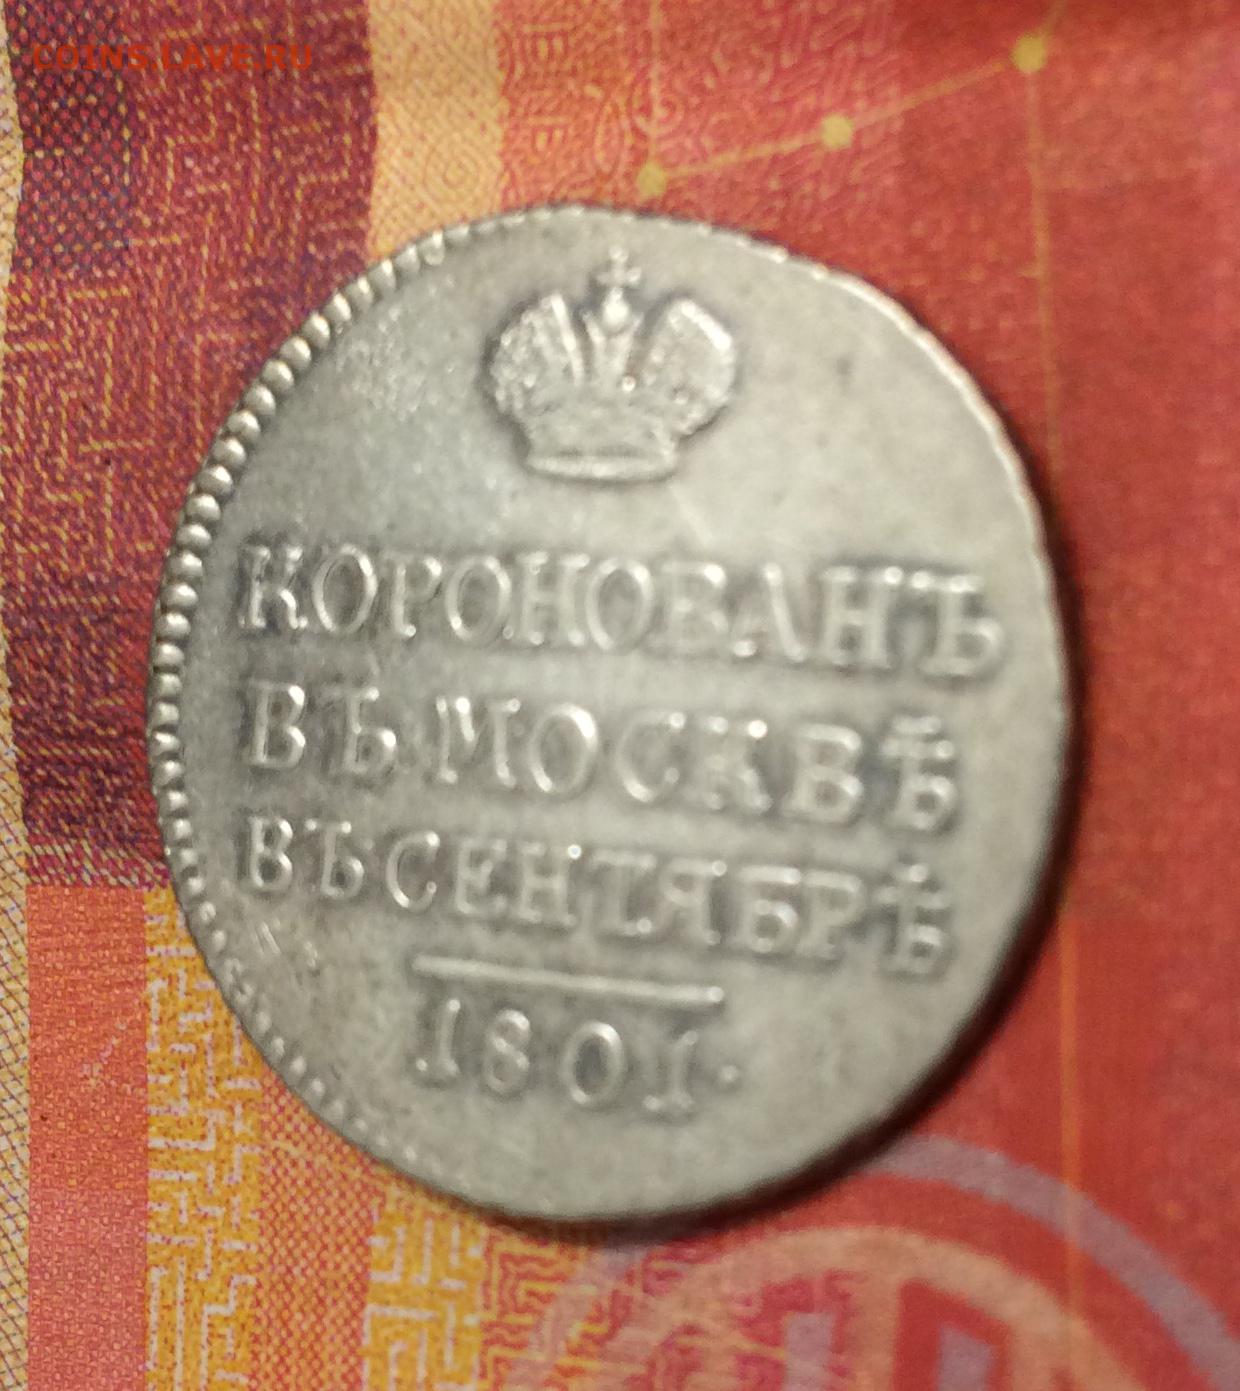 COINS.LAVE.RU
КОРОНОВАНЪ
ВЪ МОСКВѢ
ВЪ СЕНТЯБРѢ
1801.